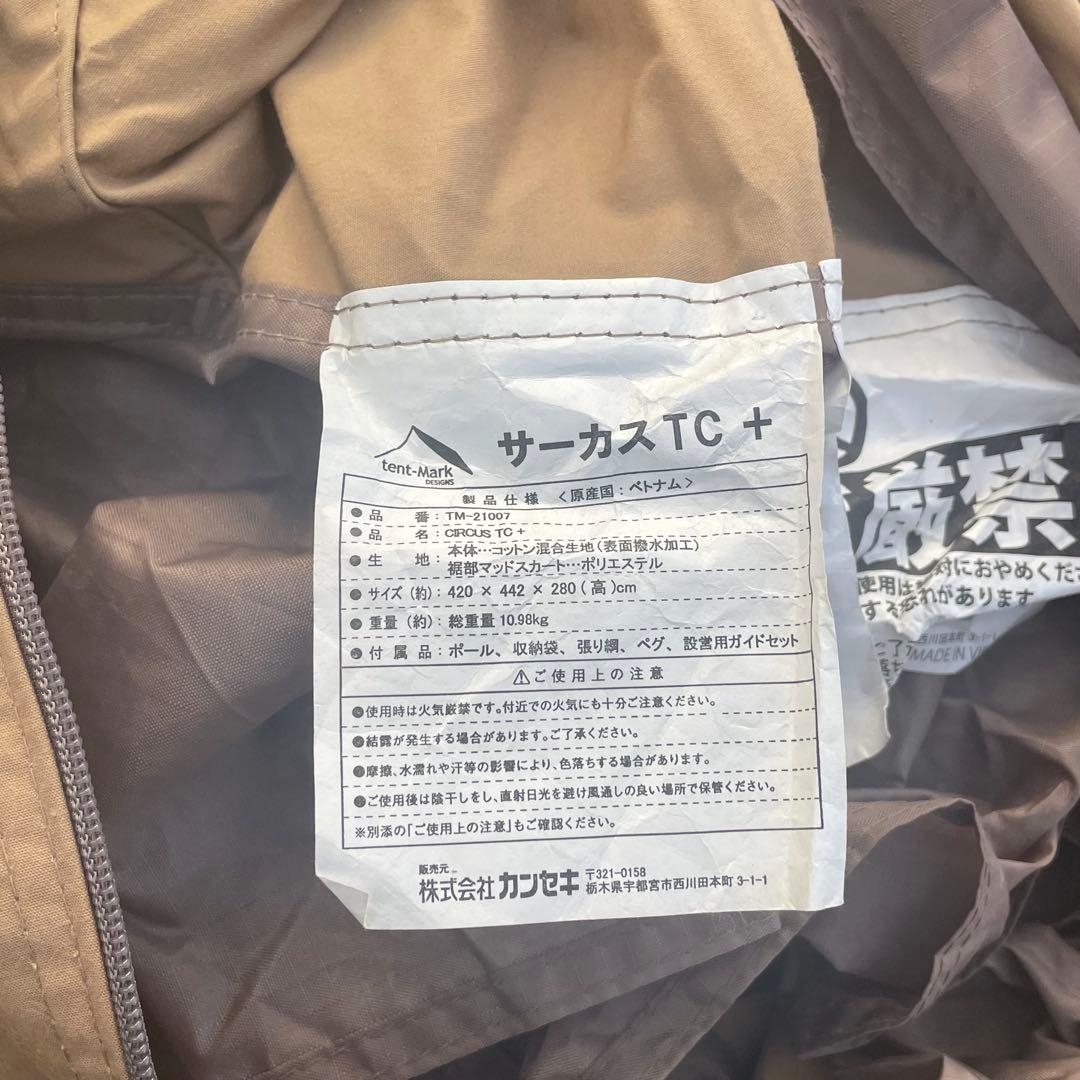 tent-Mark
DESIGNS
サーカスTC +
製品仕様 〈原産国：ベトナム〉
●品 番：TM-21007
●品 名：CIRCUS TC +
●生 地：本体…コットン混合生地(表面撥水加工)
裾部マッドスカート…ポリエステル
●サイズ(約)：420 × 442 × 280(高)cm
●重量(約)：総重量10.98kg
●付属品：ポール、収納袋、張り綱、ペグ、設営用ガイドセット
⚠ご使用上の注意
●使用時は火気厳禁です。付近での火気にも十分ご注意ください。
●結露が発生する場合があります。ご了承ください。
●摩擦、水濡れや汗等の影響により、色落ちする場合があります。
●ご使用後は陰干しをし、直射日光を避け風通しの良い場所で保管ください。
※別添の「ご使用上の注意」もご確認ください。
販売元
株式会社 カンセキ
〒321-0158
栃木県宇都宮市西川田本町 3-1-1
厳禁
対におやめくださ
使用は
する恐れがあります
西川田本町
MADE IN VI